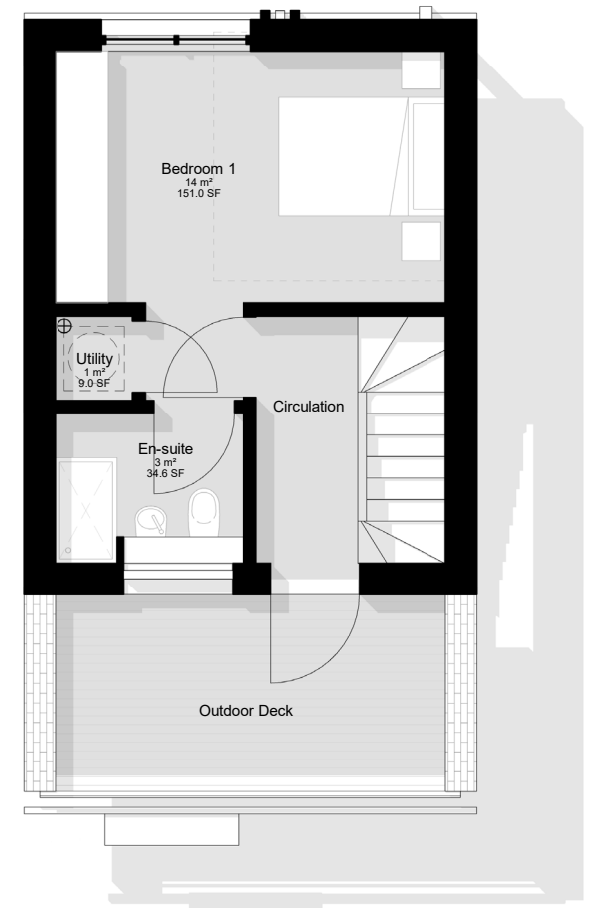 Bedroom 1
14 m²
151.0 SF
Utility
1 m²
9.0 SF
Circulation
En-suite
3 m²
34.6 SF
Outdoor Deck